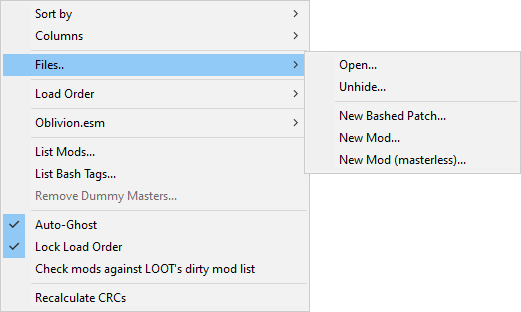 Sort by
Columns
Files..
Load Order
Oblivion.esm
List Mods...
List Bash Tags...
Remove Dummy Masters...
Auto-Ghost
Lock Load Order
Check mods against LOOT's dirty mod list
Recalculate CRCs
Open...
Unhide...
New Bashed Patch...
New Mod...
New Mod (masterless)...